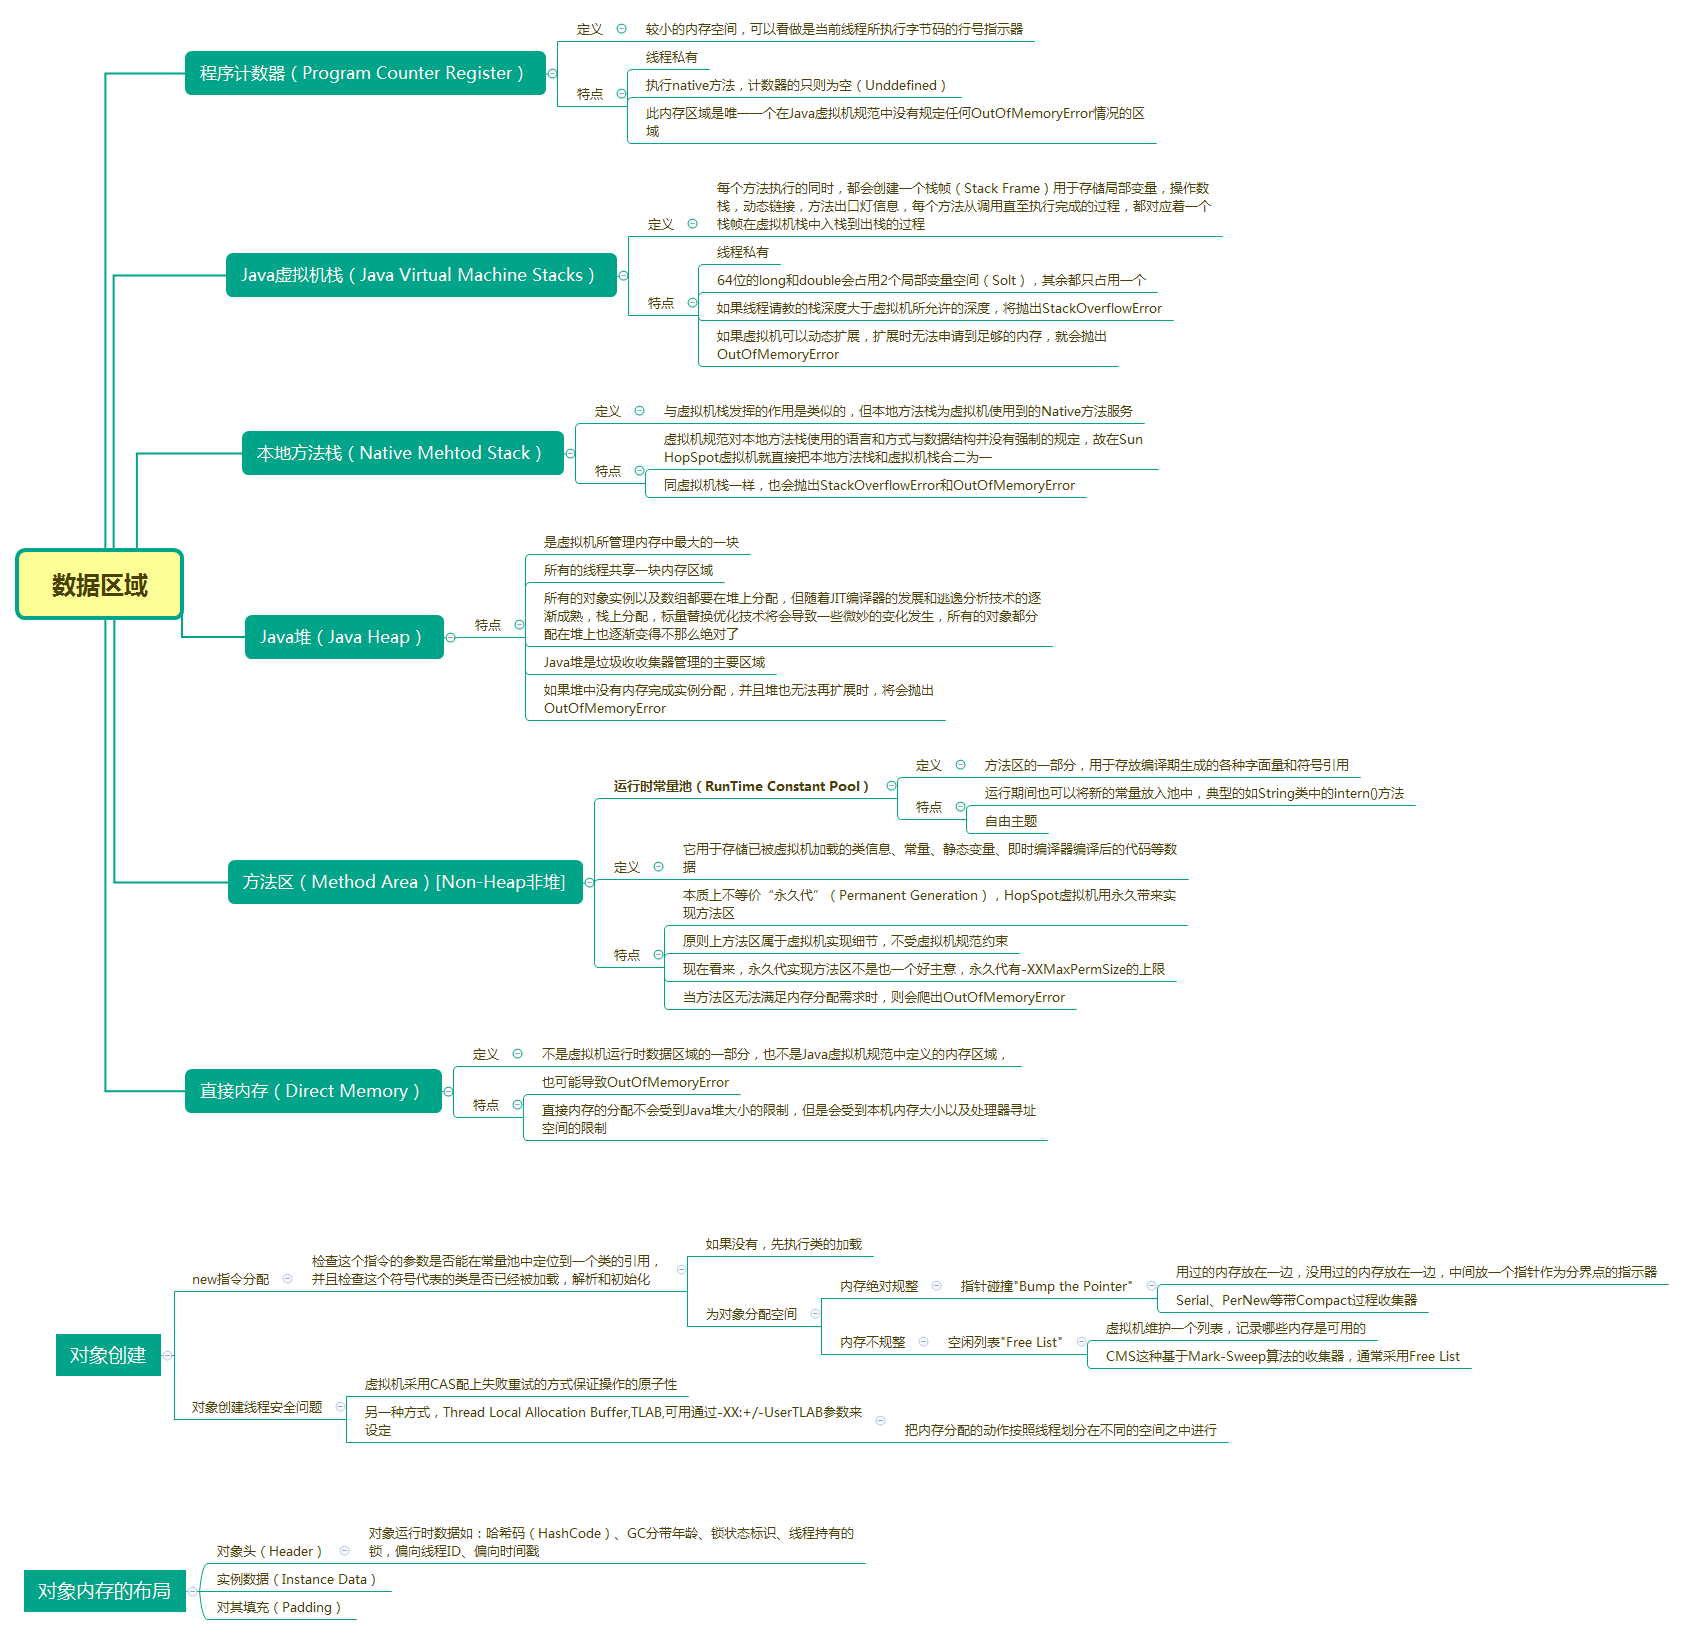 定义
较小的内存空间，可以看做是当前线程所执行字节码的行号指示器
程序计数器（Program Counter Register）
线程私有
特点
执行native方法，计数器的只则为空（Unddefined）
此内存区域是唯一一个在Java虚拟机规范中没有规定任何OutOfMemoryError情况的区
域
每个方法执行的同时，都会创建一个栈帧（Stack Frame）用于存储局部变量，操作数
栈，动态链接，方法出口灯信息，每个方法从调用直至执行完成的过程，都对应着一个
栈帧在虚拟机栈中入栈到出栈的过程
定义
Java虚拟机栈（Java Virtual Machine Stacks）
线程私有
64位的long和double会占用2个局部变量空间（Solt），其余都只占用一个
特点
如果线程请教的栈深度大于虚拟机所允许的深度，将抛出StackOverflowError
如果虚拟机可以动态扩展，扩展时无法申请到足够的内存，就会抛出
OutOfMemoryError
定义
与虚拟机栈发挥的作用是类似的，但本地方法栈为虚拟机使用到的Native方法服务
本地方法栈（Native Mehtod Stack）
虚拟机规范对本地方法栈使用的语言和方式与数据结构并没有强制的规定，故在Sun
HopSpot虚拟机就直接把本地方法栈和虚拟机栈合二为一
特点
同虚拟机栈一样，也会抛出StackOverflowError和OutOfMemoryError
数据区域
Java堆（Java Heap）
特点
是虚拟机所管理内存中最大的一块
所有的线程共享一块内存区域
所有的对象实例以及数组都要在堆上分配，但随着JIT编译器的发展和逃逸分析技术的逐
渐成熟，栈上分配，标量替换优化技术将会导致一些微妙的变化发生，所有的对象都分
配在堆上也逐渐变得不那么绝对了
Java堆是垃圾收收集器管理的主要区域
如果堆中没有内存完成实例分配，并且堆也无法再扩展时，将会抛出
OutOfMemoryError
运行时常量池（RunTime Constant Pool）
定义
方法区的一部分，用于存放编译期生成的各种字面量和符号引用
特点
运行期间也可以将新的常量放入池中，典型的如String类中的intern()方法
自由主题
方法区（Method Area）[Non-Heap非堆]
定义
它用于存储已被虚拟机加载的类信息、常量、静态变量、即时编译器编译后的代码等数
据
特点
本质上不等价“永久代”（Permanent Generation），HopSpot虚拟机用永久带来实
现方法区
原则上方法区属于虚拟机实现细节，不受虚拟机规范约束
现在看来，永久代实现方法区不是也一个好主意，永久代有-XXMaxPermSize的上限
当方法区无法满足内存分配需求时，则会爬出OutOfMemoryError
定义
不是虚拟机运行时数据区域的一部分，也不是Java虚拟机规范中定义的内存区域，
直接内存（Direct Memory）
特点
也可能导致OutOfMemoryError
直接内存的分配不会受到Java堆大小的限制，但是会受到本机内存大小以及处理器寻址
空间的限制
对象创建
new指令分配
检查这个指令的参数是否能在常量池中定位到一个类的引用，
并且检查这个符号代表的类是否已经被加载，解析和初始化
如果没有，先执行类的加载
为对象分配空间
内存绝对规整
指针碰撞"Bump the Pointer"
用过的内存放在一边，没用过的内存放在一边，中间放一个指针作为分界点的指示器
Serial、PerNew等带Compact过程收集器
内存不规整
空闲列表"Free List"
虚拟机维护一个列表，记录哪些内存是可用的
CMS这种基于Mark-Sweep算法的收集器，通常采用Free List
对象创建线程安全问题
虚拟机采用CAS配上失败重试的方式保证操作的原子性
另一种方式，Thread Local Allocation Buffer,TLAB,可用通过-XX:+/-UserTLAB参数来
设定
把内存分配的动作按照线程划分在不同的空间之中进行
对象内存的布局
对象头（Header）
对象运行时数据如：哈希码（HashCode）、GC分带年龄、锁状态标识、线程持有的
锁，偏向线程ID、偏向时间戳
实例数据（Instance Data）
对其填充（Padding）